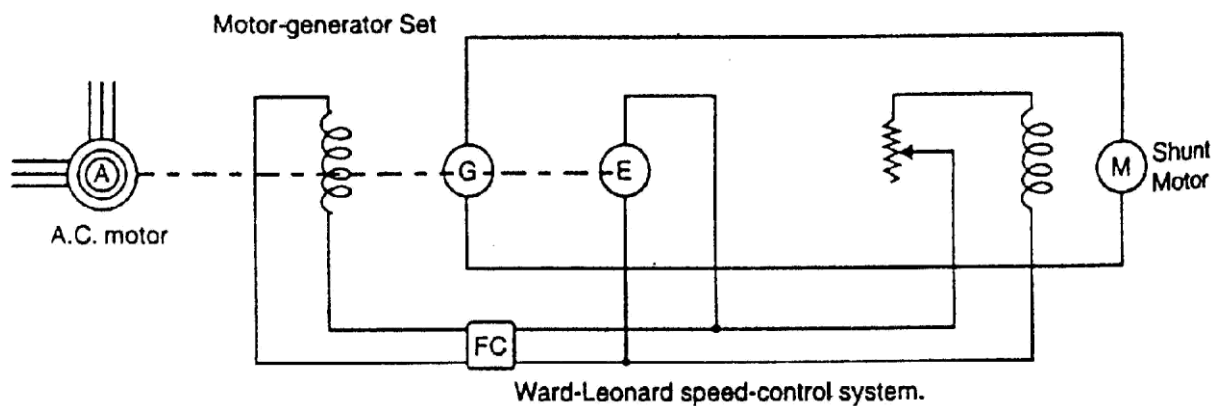 Motor-generator Set
A
A.C. motor
G
E
M
Shunt
Motor
FC
Ward-Leonard speed-control system.